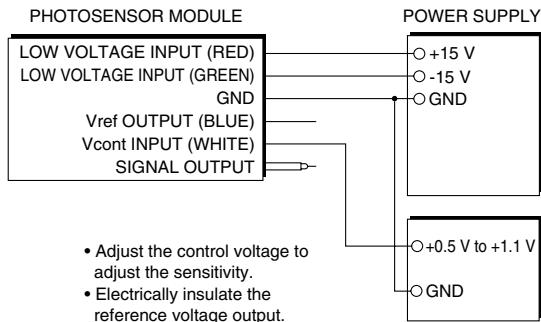 PHOTOSENSOR MODULE
POWER SUPPLY
LOW VOLTAGE INPUT (RED)
LOW VOLTAGE INPUT (GREEN)
GND
Vref OUTPUT (BLUE)
Vcont INPUT (WHITE)
SIGNAL OUTPUT
+15 V
-15 V
GND
+0.5 V to +1.1 V
GND
• Adjust the control voltage to
adjust the sensitivity.
• Electrically insulate the
reference voltage output.